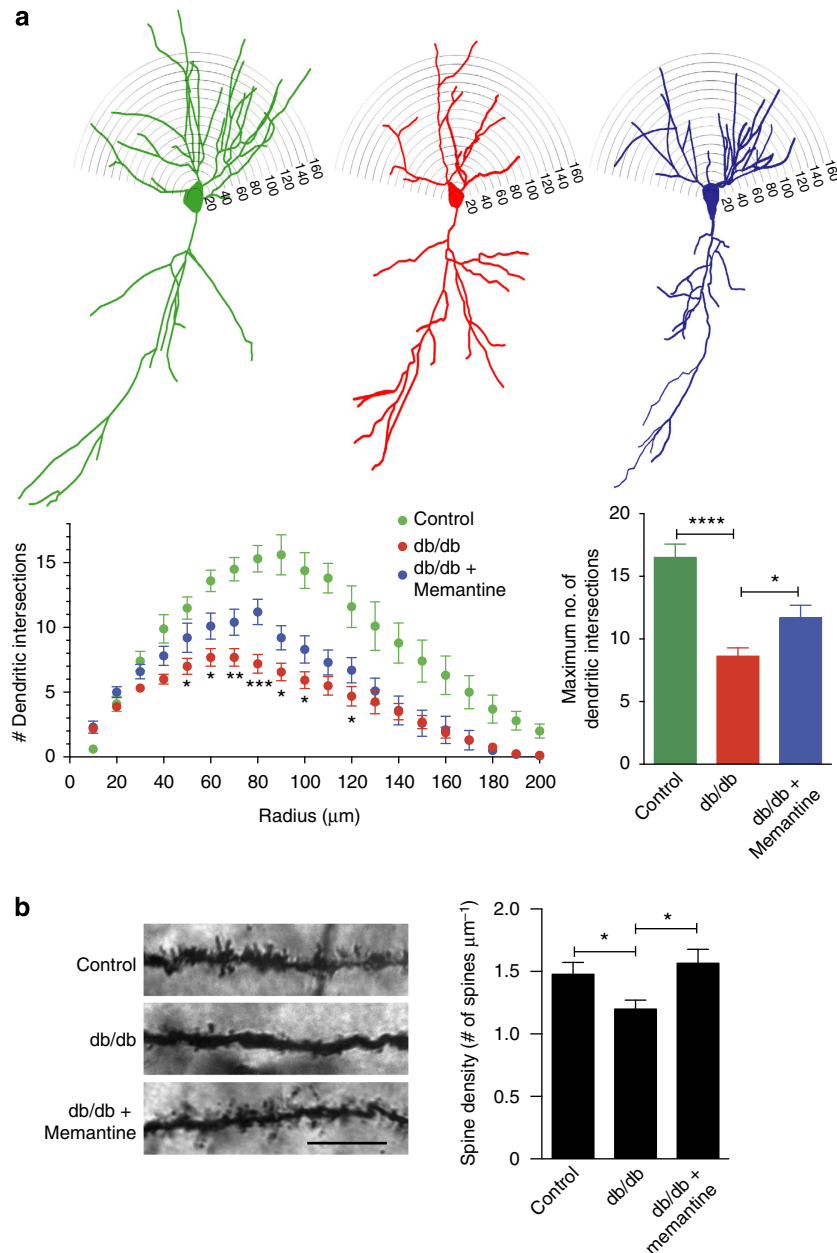 a
20 40 60 80 100 120 140 160
20 40 60 80 100 120 140 160
20 40 60 80 100 120 140 160
# Dendritic intersections
15
10
5
0
0 20 40 60 80 100 120 140 160 180 200
Radius (μm)
Control
db/db
db/db +
Memantine
* * ** *** * * *
Maximum no. of
dendritic intersections
20
15
10
5
0
****
*
Control
db/db
db/db +
Memantine
b
Control
db/db
db/db +
Memantine
Spine density (# of spines μm⁻¹)
2.0
1.5
1.0
0.5
0
*
*
Control
db/db
db/db +
memantine